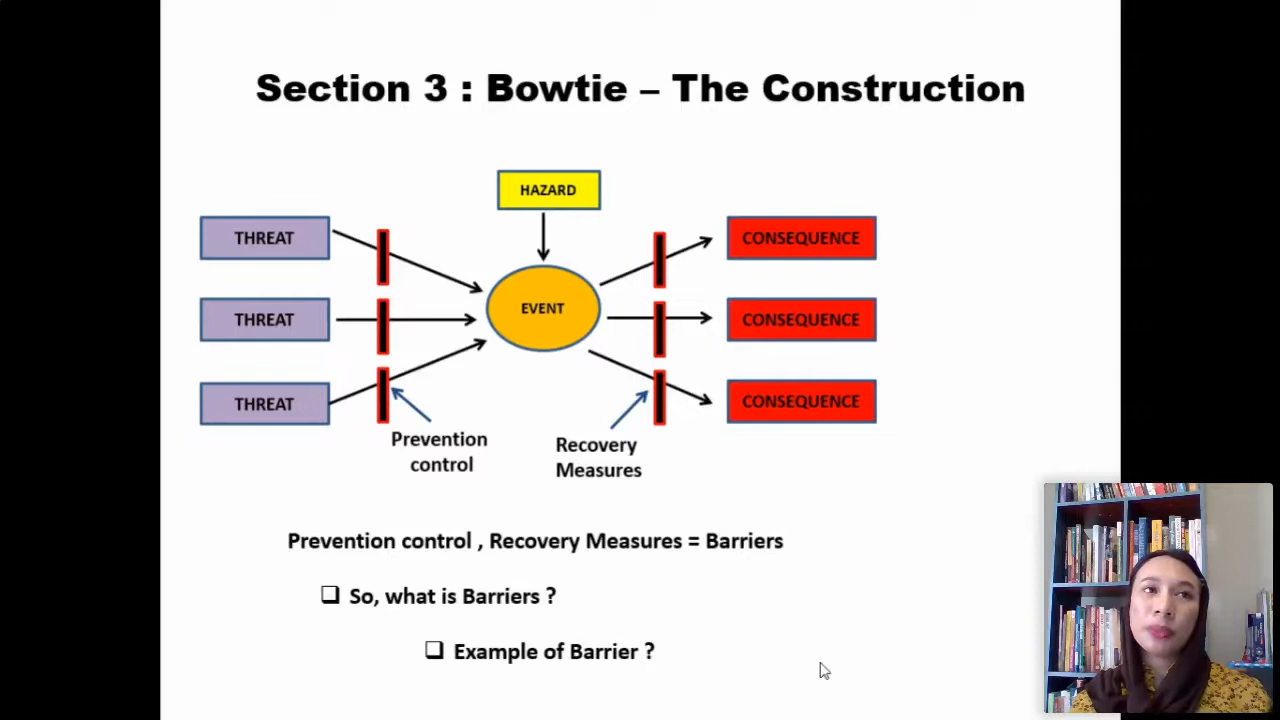 Section 3 : Bowtie – The Construction
HAZARD
THREAT
CONSEQUENCE
EVENT
THREAT
CONSEQUENCE
THREAT
CONSEQUENCE
Prevention
control
Recovery
Measures
Prevention control , Recovery Measures = Barriers
So, what is Barriers ?
Example of Barrier ?